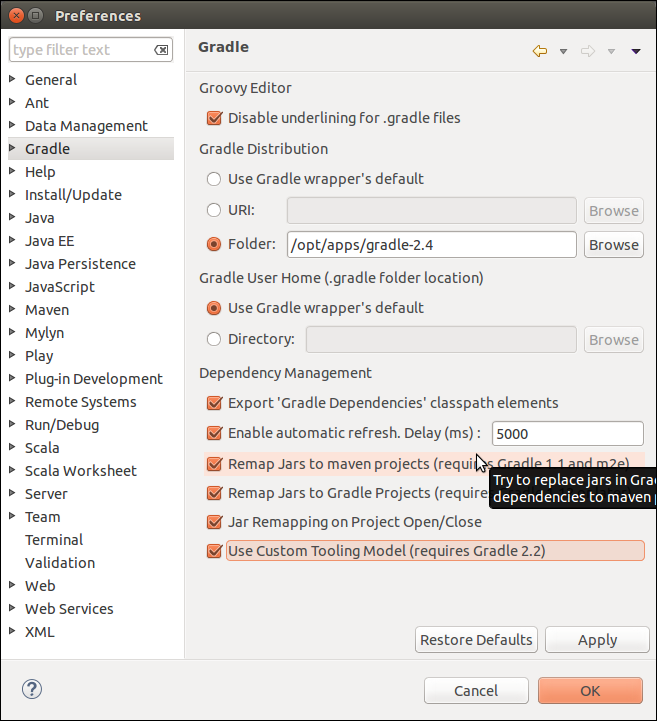 Preferences
type filter text
General
Ant
Data Management
Gradle
Help
Install/Update
Java
Java EE
Java Persistence
JavaScript
Maven
Mylyn
Play
Plug-in Development
Remote Systems
Run/Debug
Scala
Scala Worksheet
Server
Team
Terminal
Validation
Web
Web Services
XML
Gradle
Groovy Editor
Disable underlining for .gradle files
Gradle Distribution
Use Gradle wrapper's default
URI: Browse
Folder: /opt/apps/gradle-2.4 Browse
Gradle User Home (.gradle folder location)
Use Gradle wrapper's default
Directory: Browse
Dependency Management
Export 'Gradle Dependencies' classpath elements
Enable automatic refresh. Delay (ms) : 5000
Remap Jars to maven projects (requires Gradle 1.1 and m2e)
Try to replace jars in Gra
Remap Jars to Gradle Projects (require
dependencies to maven
Jar Remapping on Project Open/Close
Use Custom Tooling Model (requires Gradle 2.2)
Restore Defaults Apply
? Cancel OK